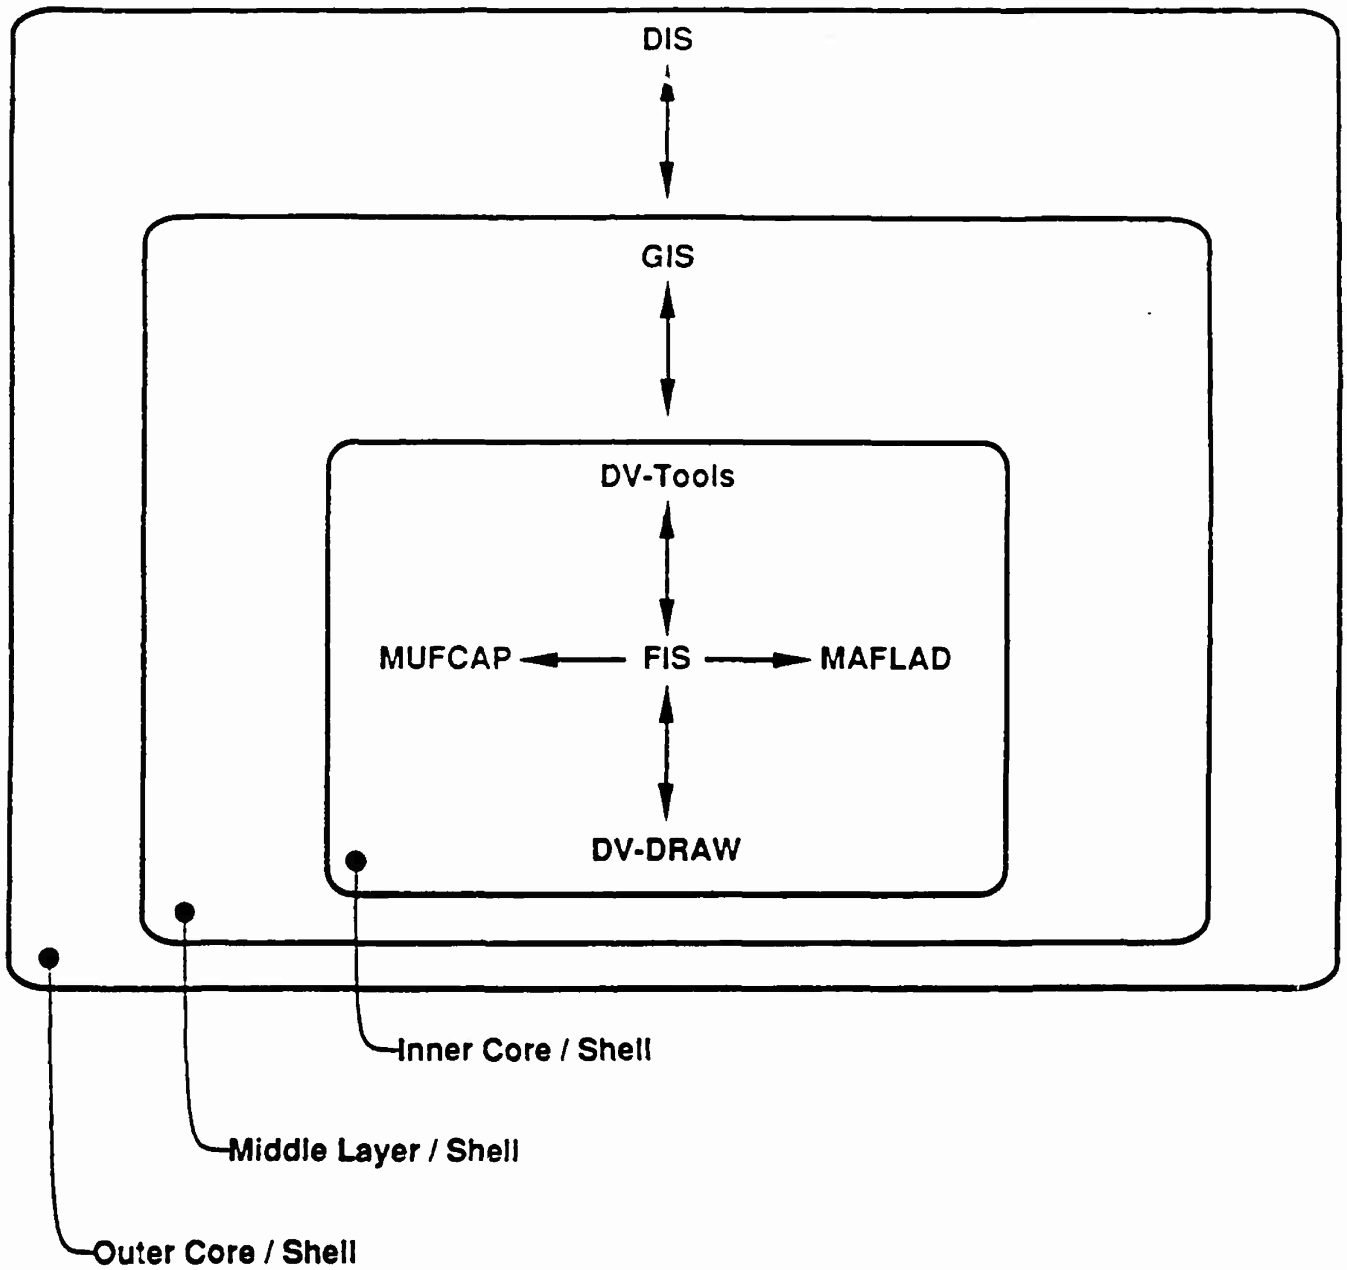 DIS
GIS
DV-Tools
MUFCAP FIS MAFLAD
DV-DRAW
Inner Core / Shell
Middle Layer / Shell
Outer Core / Shell